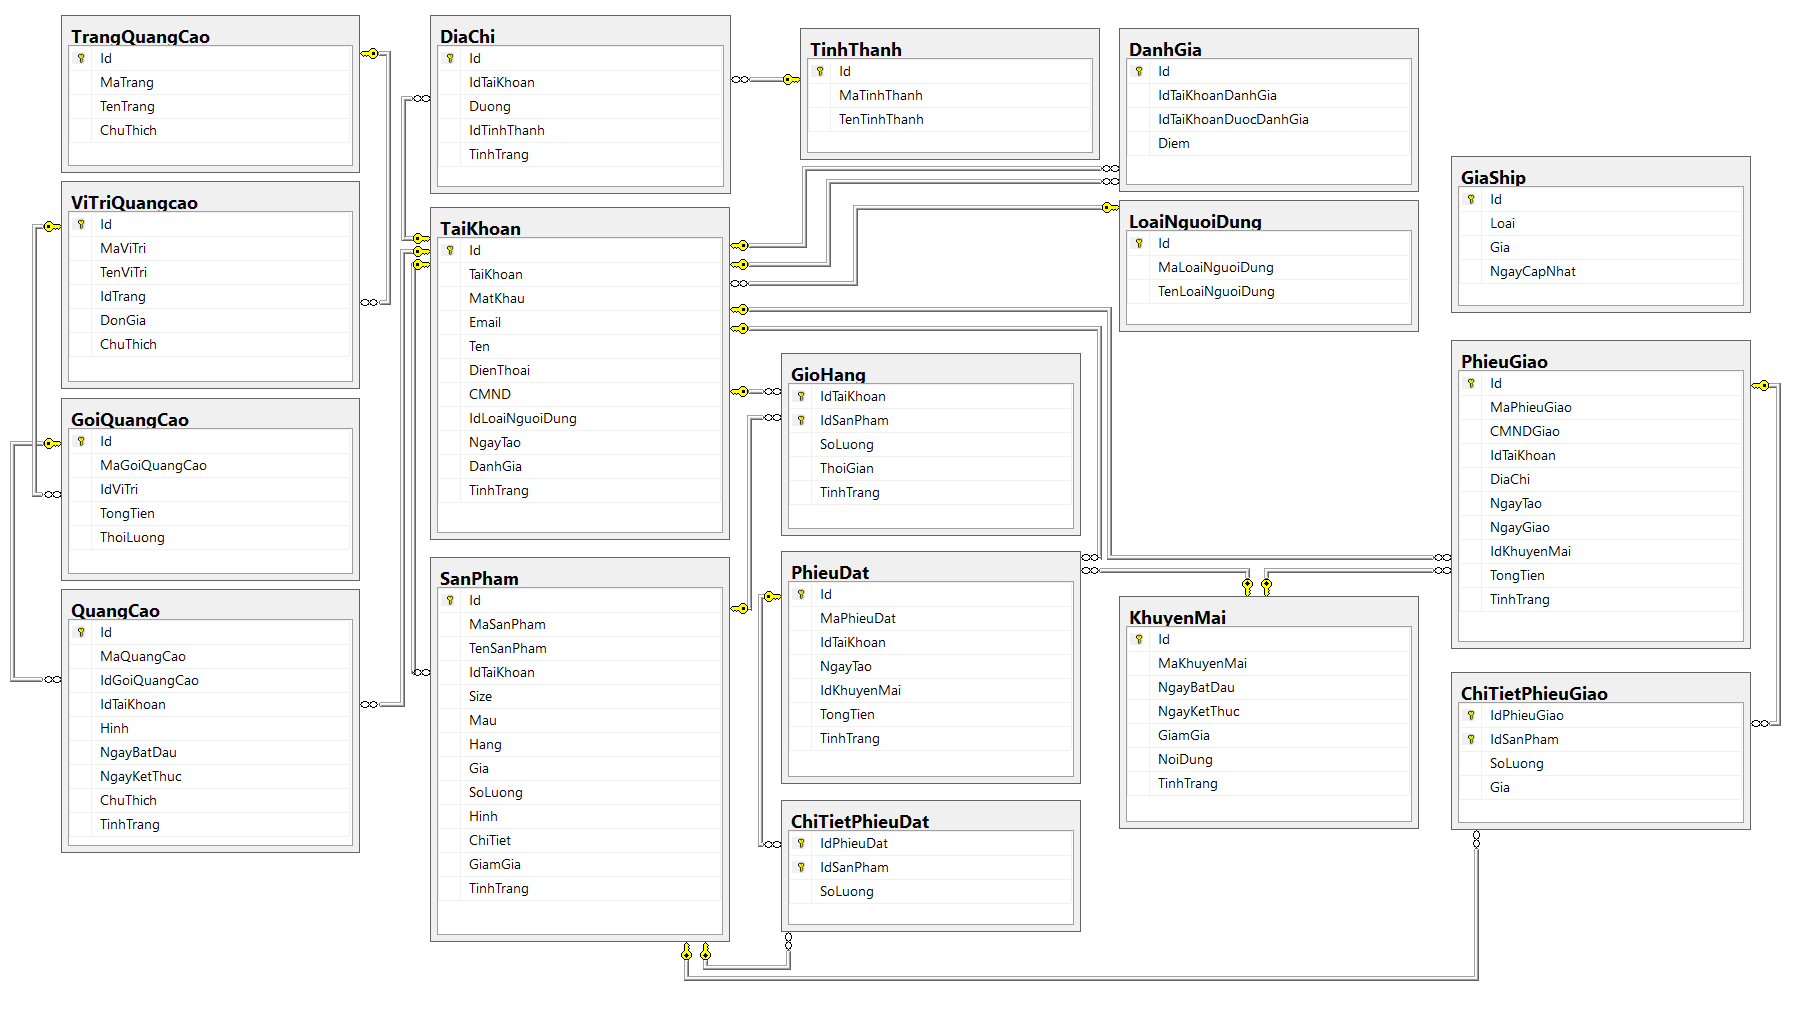 TrangQuangCao
Id
MaTrang
TenTrang
ChuThich
ViTriQuangcao
Id
MaViTri
TenViTri
IdTrang
DonGia
ChuThich
GoiQuangCao
Id
MaGoiQuangCao
IdViTri
TongTien
ThoiLuong
QuangCao
Id
MaQuangCao
IdGoiQuangCao
IdTaiKhoan
Hinh
NgayBatDau
NgayKetThuc
ChuThich
TinhTrang
DiaChi
Id
IdTaiKhoan
Duong
IdTinhThanh
TinhTrang
TaiKhoan
Id
TaiKhoan
MatKhau
Email
Ten
DienThoai
CMND
IdLoaiNguoiDung
NgayTao
DanhGia
TinhTrang
SanPham
Id
MaSanPham
TenSanPham
IdTaiKhoan
Size
Mau
Hang
Gia
SoLuong
Hinh
ChiTiet
GiamGia
TinhTrang
TinhThanh
Id
MaTinhThanh
TenTinhThanh
GioHang
IdTaiKhoan
IdSanPham
SoLuong
ThoiGian
TinhTrang
PhieuDat
Id
MaPhieuDat
IdTaiKhoan
NgayTao
IdKhuyenMai
TongTien
TinhTrang
ChiTietPhieuDat
IdPhieuDat
IdSanPham
SoLuong
DanhGia
Id
IdTaiKhoanDanhGia
IdTaiKhoanDuocDanhGia
Diem
LoaiNguoiDung
Id
MaLoaiNguoiDung
TenLoaiNguoiDung
KhuyenMai
Id
MaKhuyenMai
NgayBatDau
NgayKetThuc
GiamGia
NoiDung
TinhTrang
GiaShip
Id
Loai
Gia
NgayCapNhat
PhieuGiao
Id
MaPhieuGiao
CMNDGiao
IdTaiKhoan
DiaChi
NgayTao
NgayGiao
IdKhuyenMai
TongTien
TinhTrang
ChiTietPhieuGiao
IdPhieuGiao
IdSanPham
SoLuong
Gia